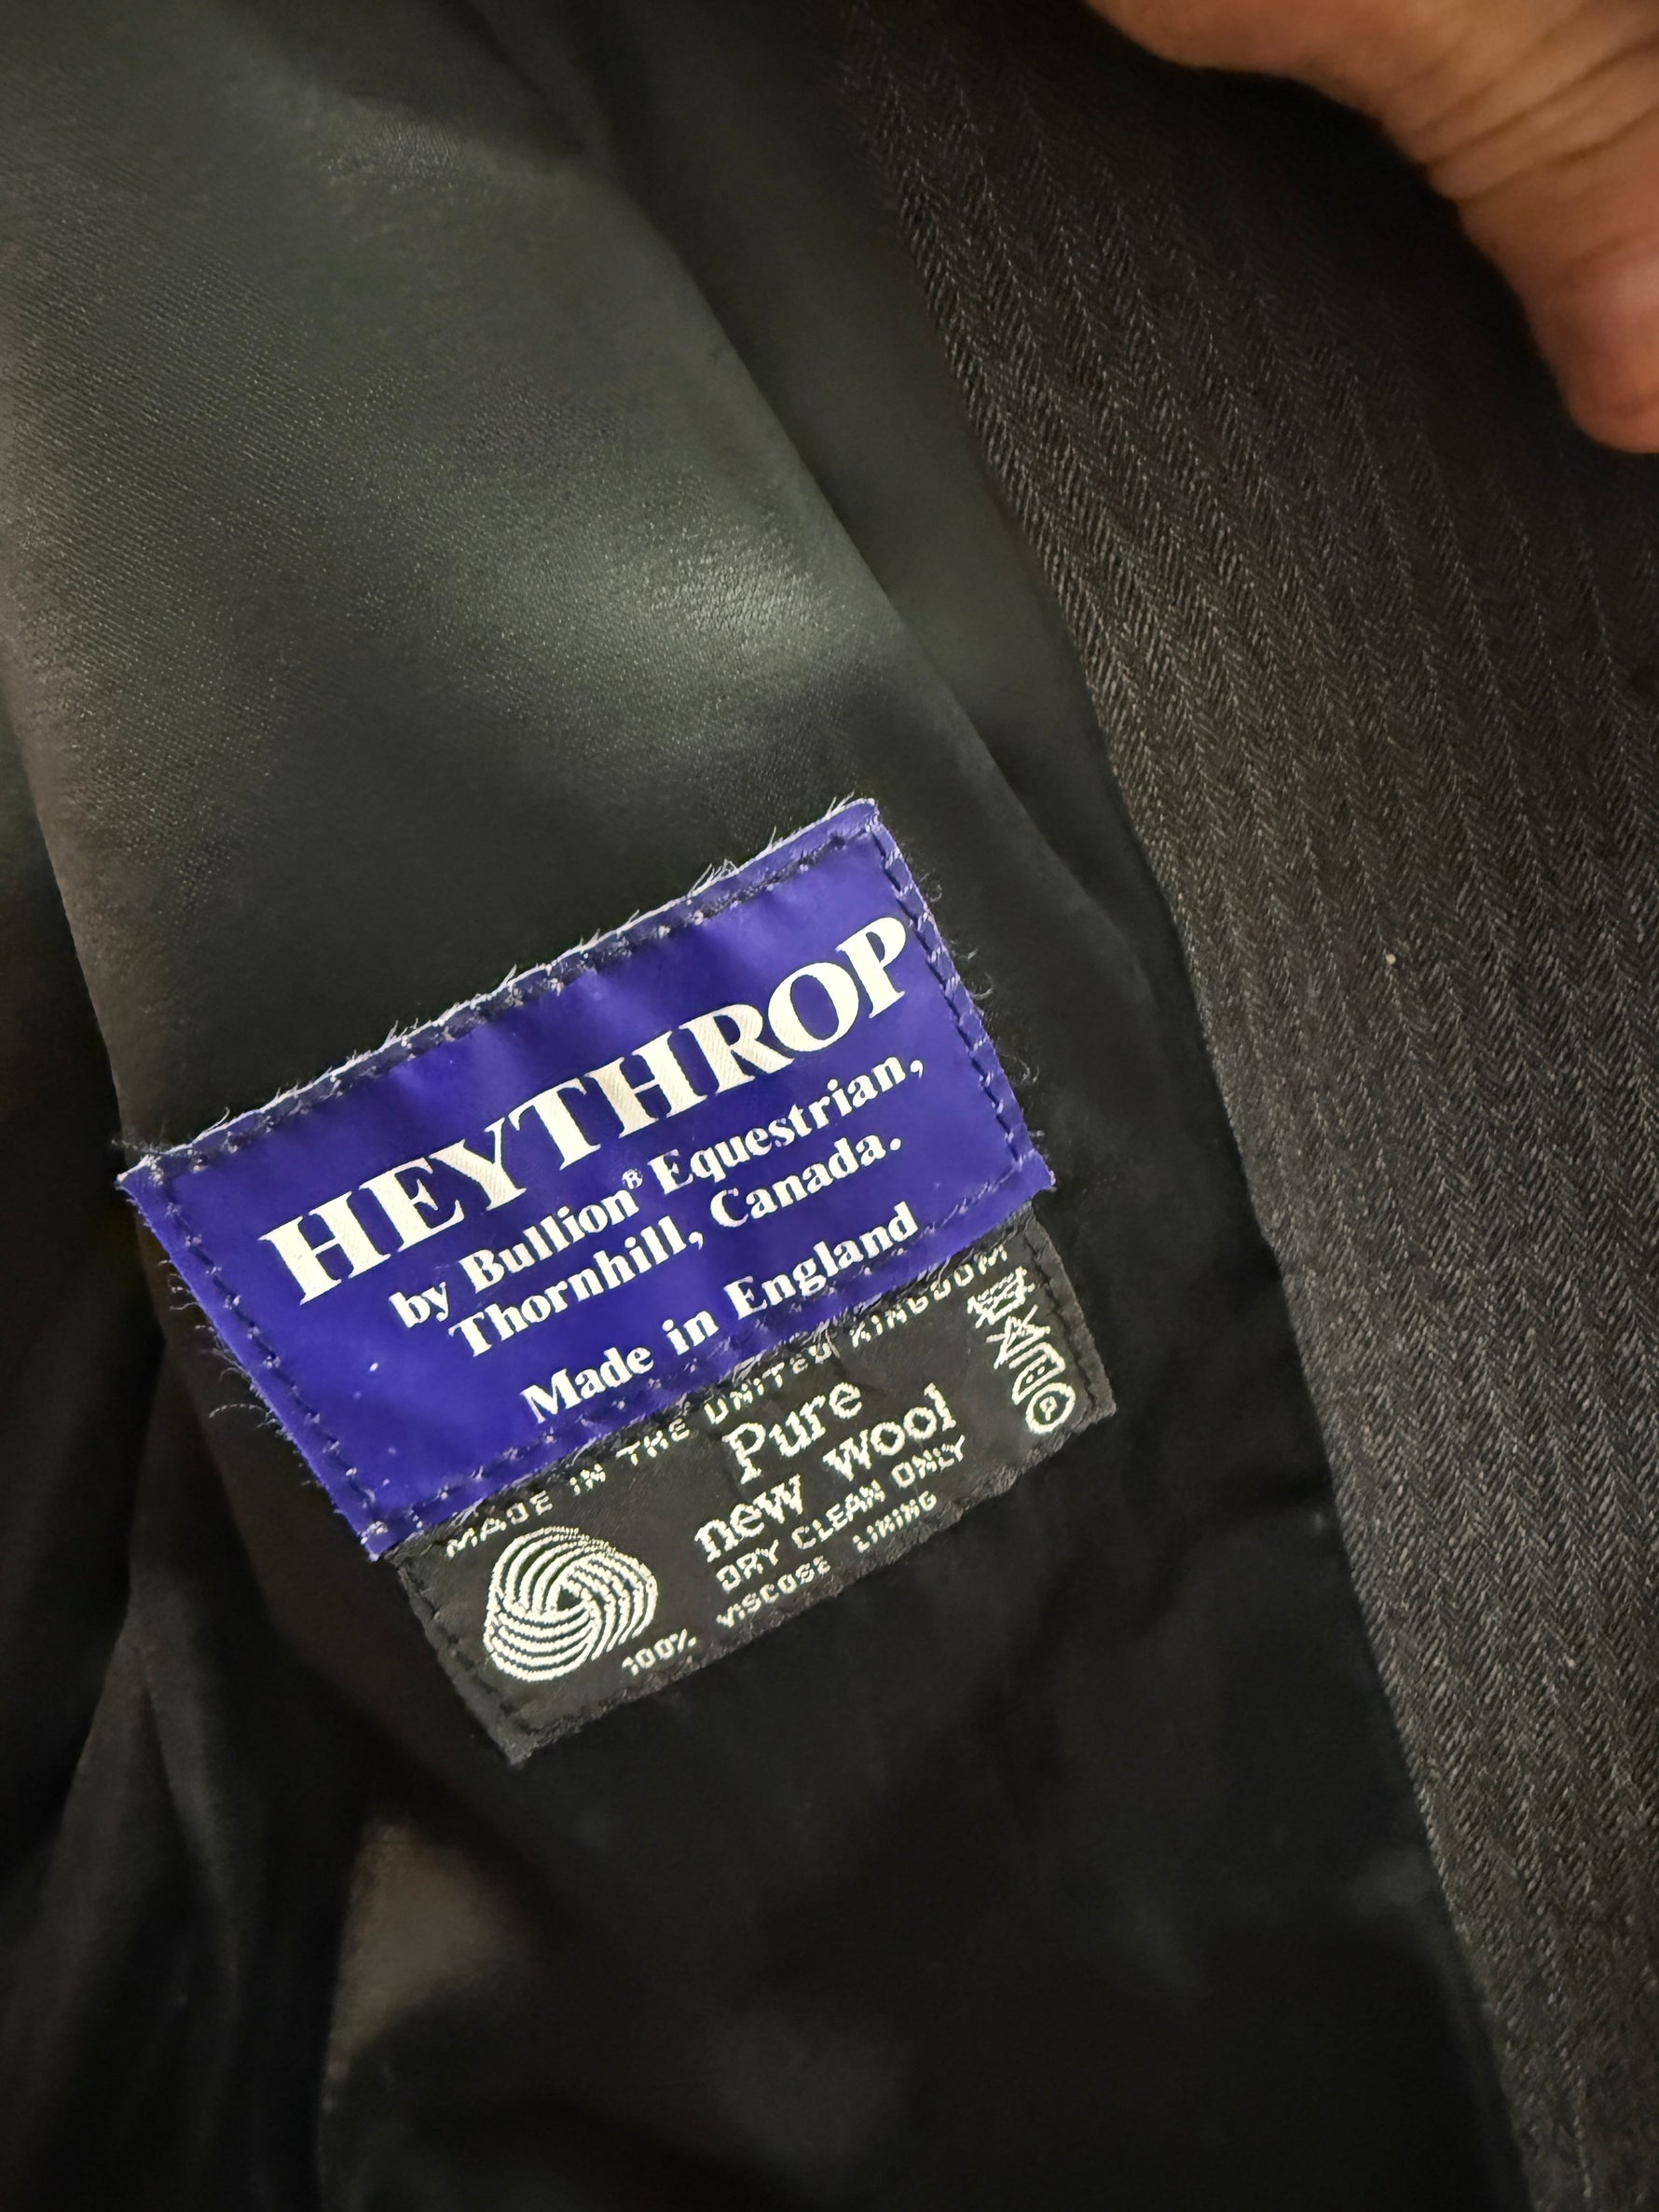 HEYTHROP
by Bullion® Equestrian,
Thornhill, Canada.
Made in England
MADE IN THE UNITED KINGDOM
Pure
new wool
DRY CLEAN ONLY
100% VISCOSE LINING